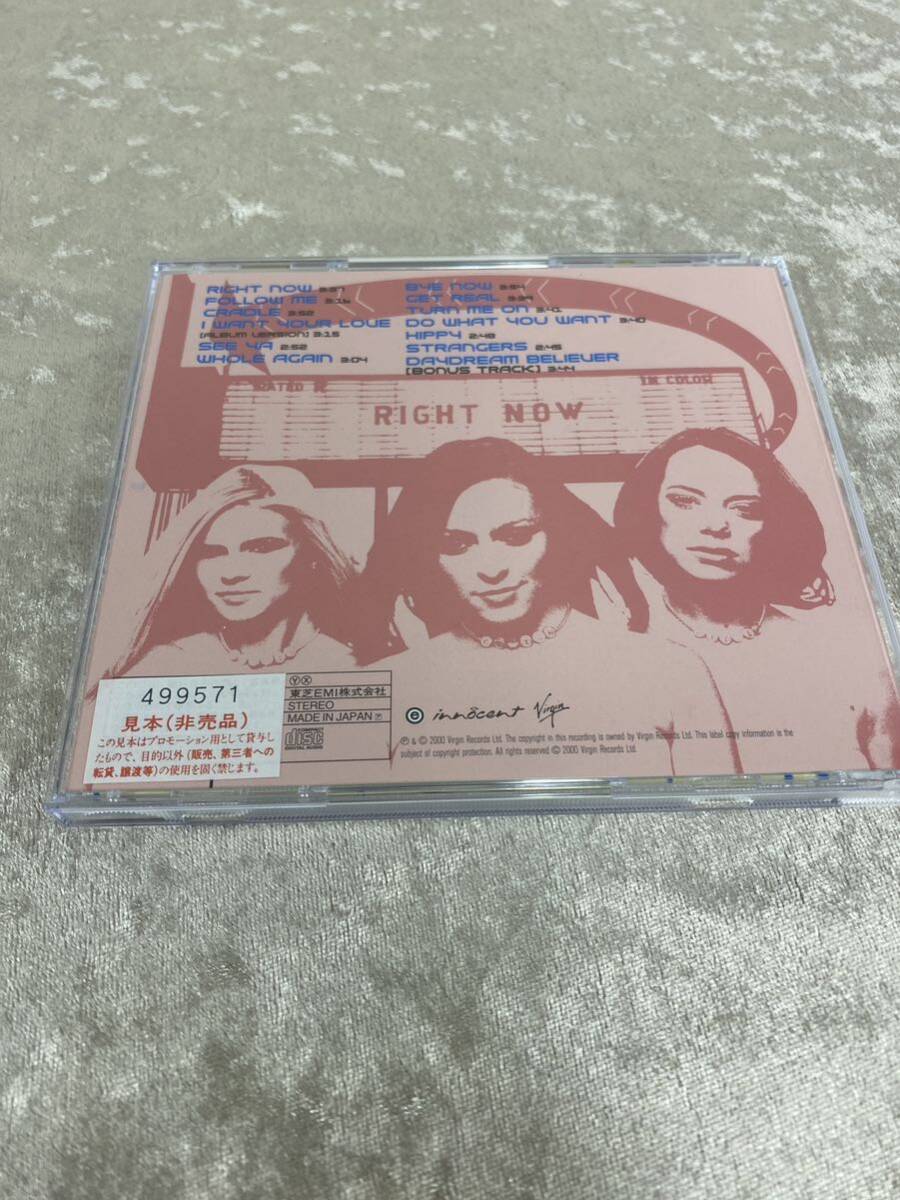 RIGHT NOW 3:37
FOLLOW ME 3:16
CRADLE 3:52
I WANT YOUR LOVE
[ALBUM VERSION] 3:15
SEE YA 2:52
WHOLE AGAIN 3:04
BYE NOW 3:54
GET REAL 3:39
TURN ME ON 3:41
DO WHAT YOU WANT 3:40
HIPPY 2:48
STRANGERS 2:45
DAYDREAM BELIEVER
[BONUS TRACK] 3:44
RATED R
IN COLOR
RIGHT NOW
499571
見本(非売品)
この見本はプロモーション用として貸与し
たもので、目的以外(販売、第三者への
転貸、譲渡等)の使用を固く禁じます。
YX
東芝EMI株式会社
STEREO
MADE IN JAPAN Ⓟ
COMPACT disc
DIGITAL AUDIO
e innocent Virgin
Ⓟ & © 2000 Virgin Records Ltd. The copyright in this recording is owned by Virgin Records Ltd. This label copy information is the
subject of copyright protection. All rights reserved © 2000 Virgin Records Ltd.